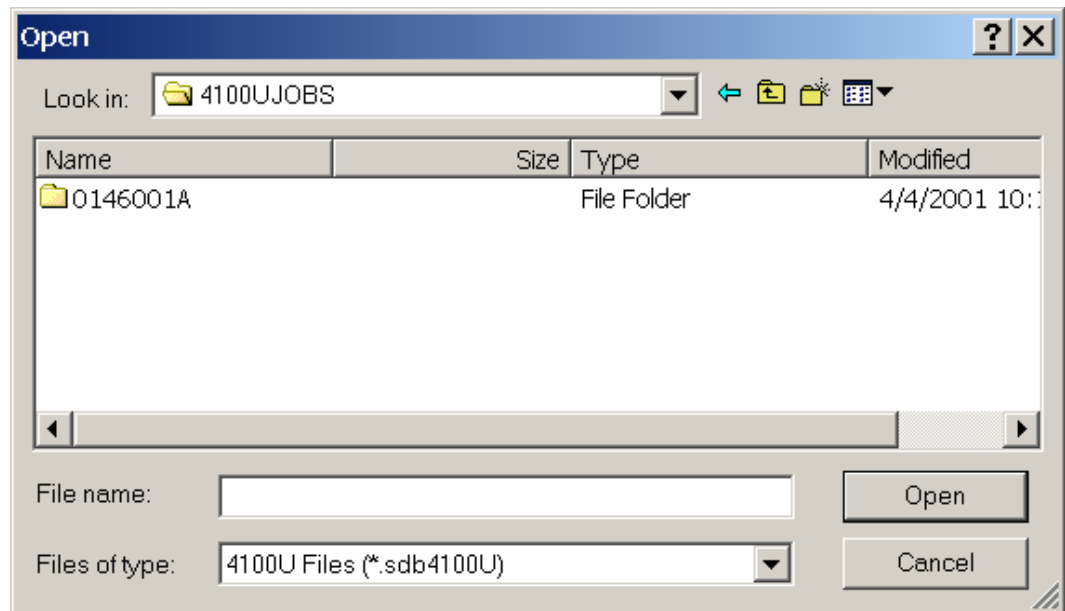 Open
Look in: 4100UJOBS
Name Size Type Modified
0146001A File Folder 4/4/2001 10:
File name: Open
Files of type: 4100U Files (*.sdb4100U) Cancel